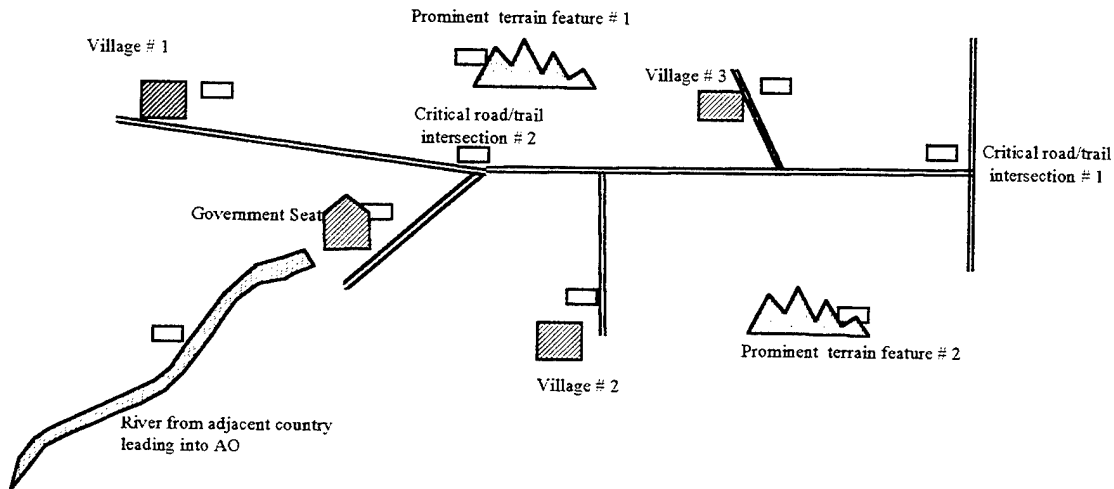 Prominent terrain feature # 1
Village # 1
Village # 3
Critical road/trail
intersection # 2
Critical road/trail
intersection # 1
Government Seat
Prominent terrain feature # 2
Village # 2
River from adjacent country
leading into AO